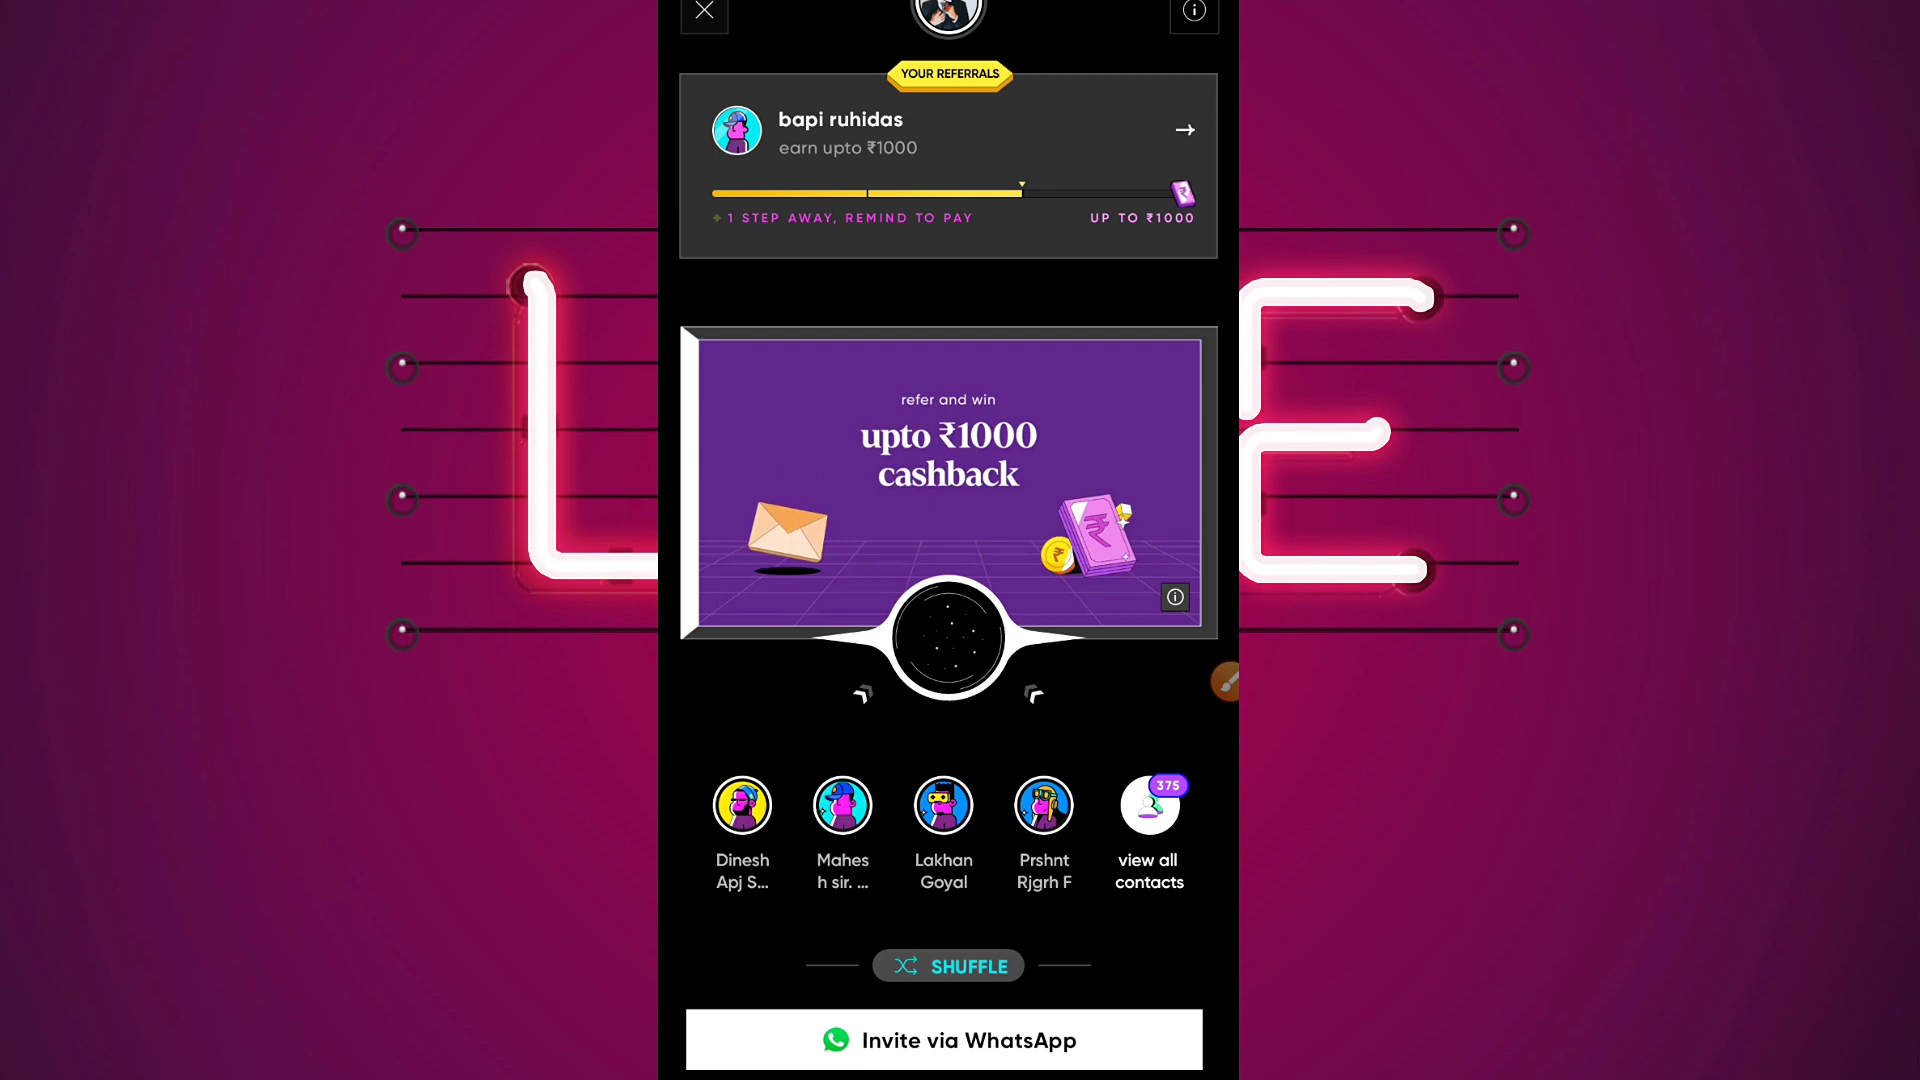 YOUR REFERRALS
bapi ruhidas
earn upto ₹1000
1 STEP AWAY, REMIND TO PAY
UP TO ₹1000
refer and win
upto ₹1000
cashback
375
Dinesh
Apj S...
Mahes
h sir. ...
Lakhan
Goyal
Prshnt
Rjgrh F
view all
contacts
SHUFFLE
Invite via WhatsApp